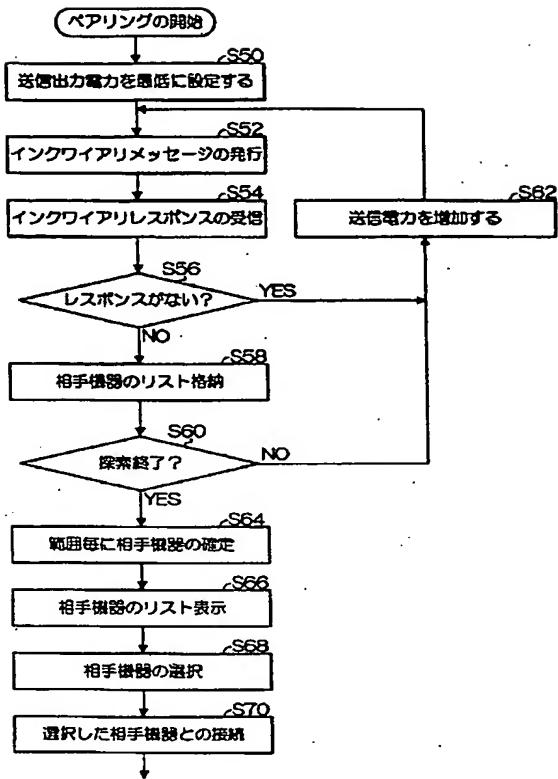 ペアリングの開始
S50
送信出力電力を最低に設定する
S52
インクワイアリメッセージの発行
S54
インクワイアリレスポンスの受信
S62
送信電力を増加する
S56
レスポンスがない?
YES
NO
S58
相手機器のリスト格納
S60
探索終了?
NO
YES
S64
範囲毎に相手機器の確定
S66
相手機器のリスト表示
S68
相手機器の選択
S70
選択した相手機器との接続